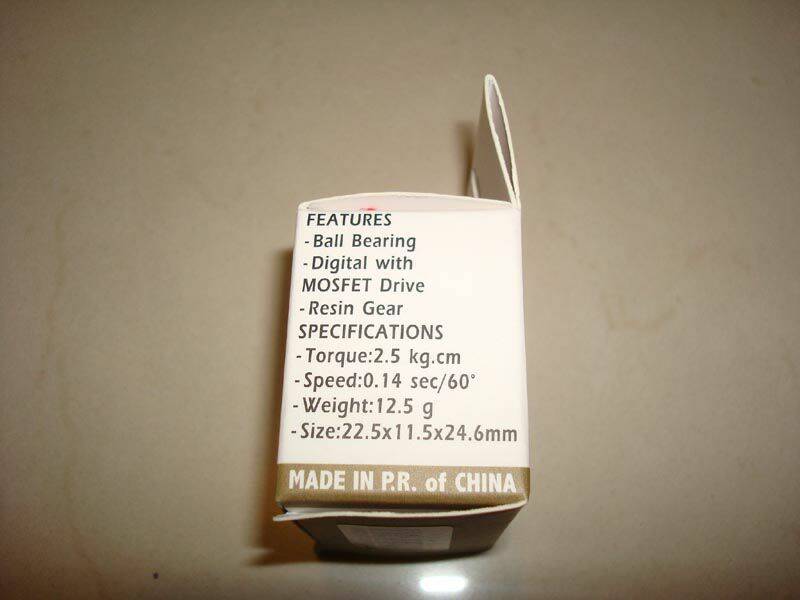 FEATURES
-Ball Bearing
-Digital with
MOSFET Drive
-Resin Gear
SPECIFICATIONS
-Torque:2.5 kg.cm
-Speed:0.14 sec/60°
-Weight:12.5 g
-Size:22.5x11.5x24.6mm
MADE IN P.R. of CHINA